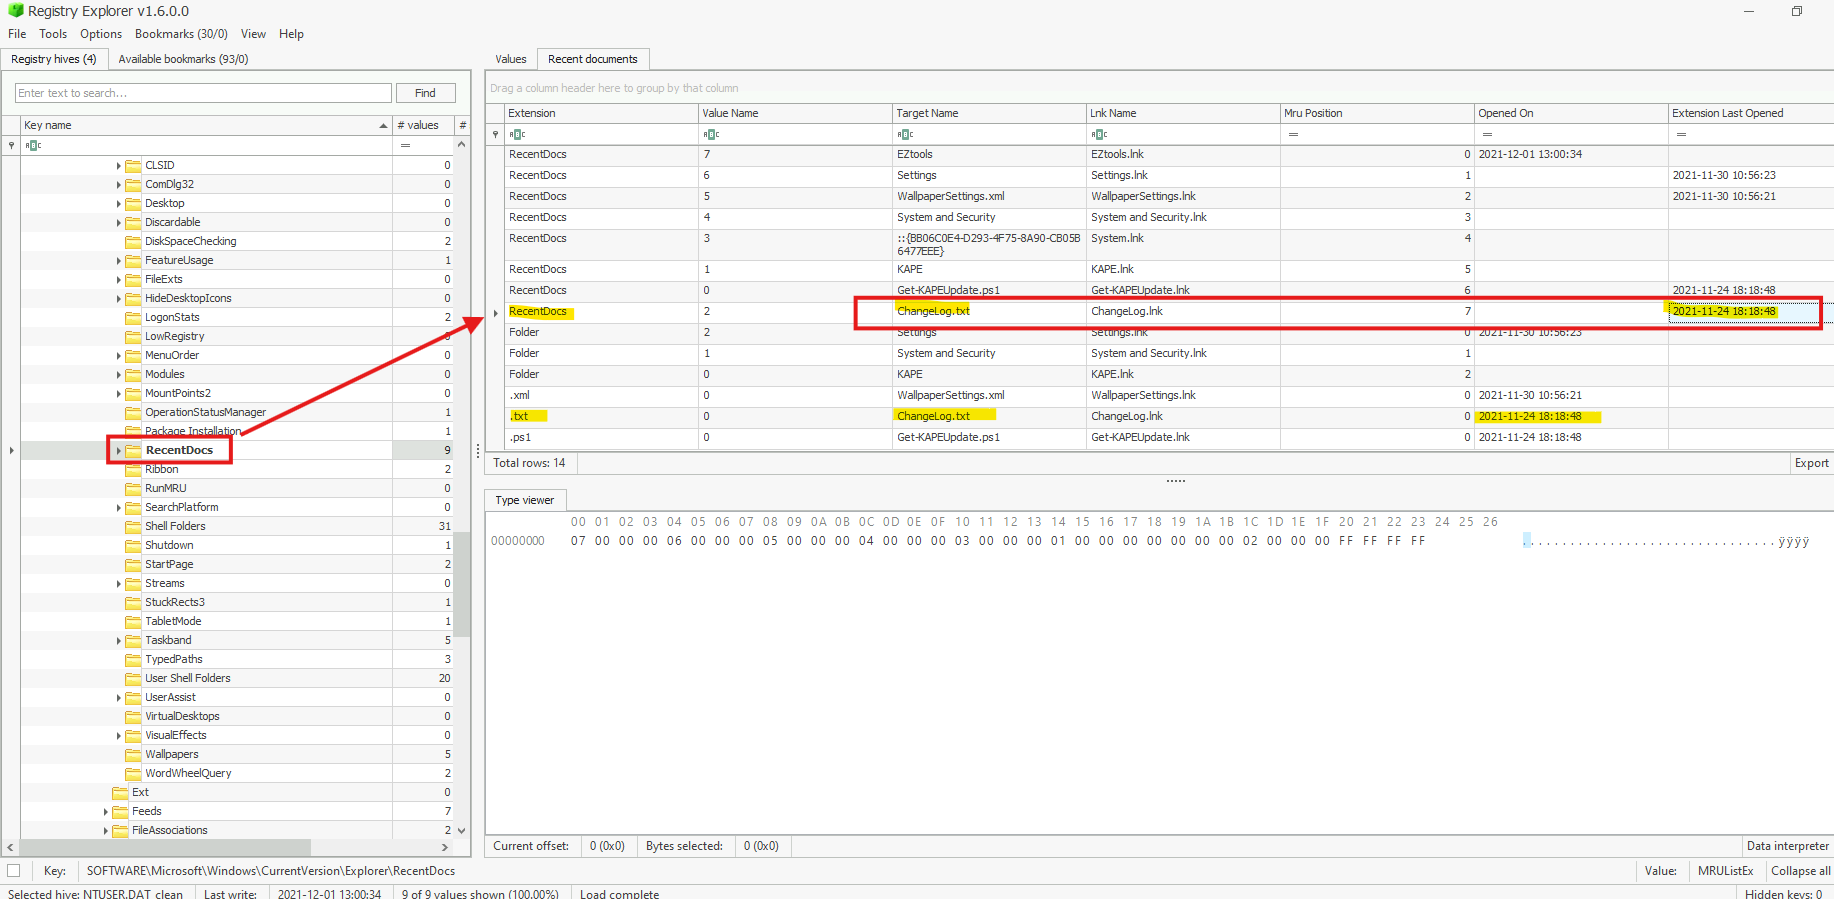 Registry Explorer v1.6.0.0
File Tools Options Bookmarks (30/0) View Help
Registry hives (4) Available bookmarks (93/0)
Enter text to search... Find
Key name # values #
CLSID 0
ComDlg32 0
Desktop 0
Discardable 0
DiskSpaceChecking 2
FeatureUsage 1
FileExts 0
HideDesktopIcons 0
LogonStats 2
LowRegistry
MenuOrder 0
Modules 0
MountPoints2 0
OperationStatusManager 1
Package Installation 1
RecentDocs 9
Ribbon 2
RunMRU 0
SearchPlatform 0
Shell Folders 31
Shutdown 1
StartPage 2
Streams 0
StuckRects3 1
TabletMode 1
Taskband 5
TypedPaths 3
User Shell Folders 20
UserAssist 0
VirtualDesktops 0
VisualEffects 0
Wallpapers 5
WordWheelQuery 2
Ext 0
Feeds 7
FileAssociations 2
Values Recent documents
Drag a column header here to group by that column
Extension Value Name Target Name Lnk Name Mru Position Opened On Extension Last Opened
RecentDocs 7 EZtools EZtools.lnk 0 2021-12-01 13:00:34
RecentDocs 6 Settings Settings.lnk 1 2021-11-30 10:56:23
RecentDocs 5 WallpaperSettings.xml WallpaperSettings.lnk 2 2021-11-30 10:56:21
RecentDocs 4 System and Security System and Security.lnk 3
RecentDocs 3 ::{BB06C0E4-D293-4F75-8A90-CB05B System.lnk 4
6477EEE}
RecentDocs 1 KAPE KAPE.lnk 5
RecentDocs 0 Get-KAPEUpdate.ps1 Get-KAPEUpdate.lnk 6 2021-11-24 18:18:48
RecentDocs 2 ChangeLog.txt ChangeLog.lnk 7 2021-11-24 18:18:48
Folder 2 Settings Settings.lnk 0 2021-11-30 10:56:23
Folder 1 System and Security System and Security.lnk 1
Folder 0 KAPE KAPE.lnk 2
.xml 0 WallpaperSettings.xml WallpaperSettings.lnk 0 2021-11-30 10:56:21
.txt 0 ChangeLog.txt ChangeLog.lnk 0 2021-11-24 18:18:48
.ps1 0 Get-KAPEUpdate.ps1 Get-KAPEUpdate.lnk 0 2021-11-24 18:18:48
Total rows: 14 Export
Type viewer
00 01 02 03 04 05 06 07 08 09 0A 0B 0C 0D 0E 0F 10 11 12 13 14 15 16 17 18 19 1A 1B 1C 1D 1E 1F 20 21 22 23 24 25 26
00000000 07 00 00 00 06 00 00 00 05 00 00 00 04 00 00 00 03 00 00 00 01 00 00 00 00 00 00 00 02 00 00 00 FF FF FF FF ................................ÿÿÿÿ
Current offset: 0 (0x0) Bytes selected: 0 (0x0) Data interpreter
Key: SOFTWARE\Microsoft\Windows\CurrentVersion\Explorer\RecentDocs Value: MRUListEx Collapse all
Selected hive: NTUSER.DAT_clean Last write: 2021-12-01 13:00:34 9 of 9 values shown (100.00%) Load complete Hidden keys: 0